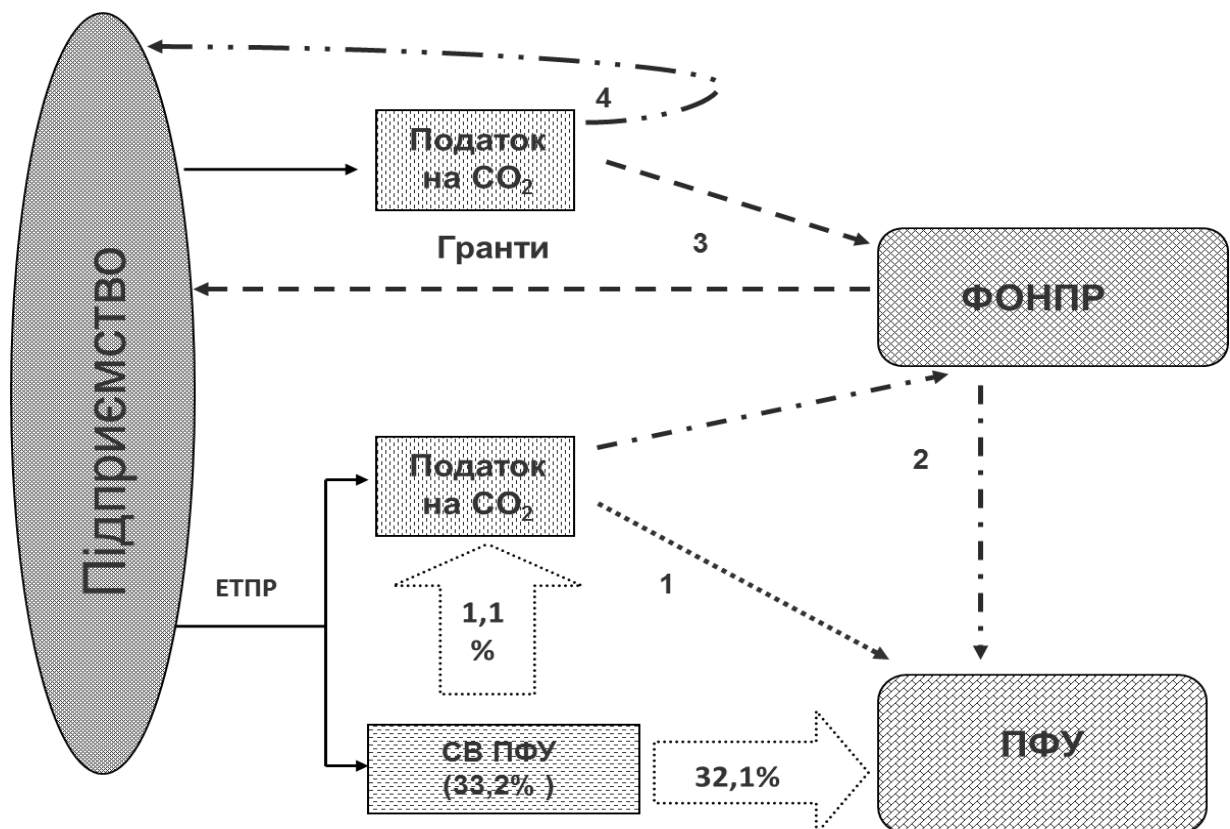 4
Податок
на CO₂
Гранти
3
ФОНПР
Підприємство
Податок
на CO₂
2
1
ЕТПР
1,1
%
СВ ПФУ
(33,2% )
32,1%
ПФУ